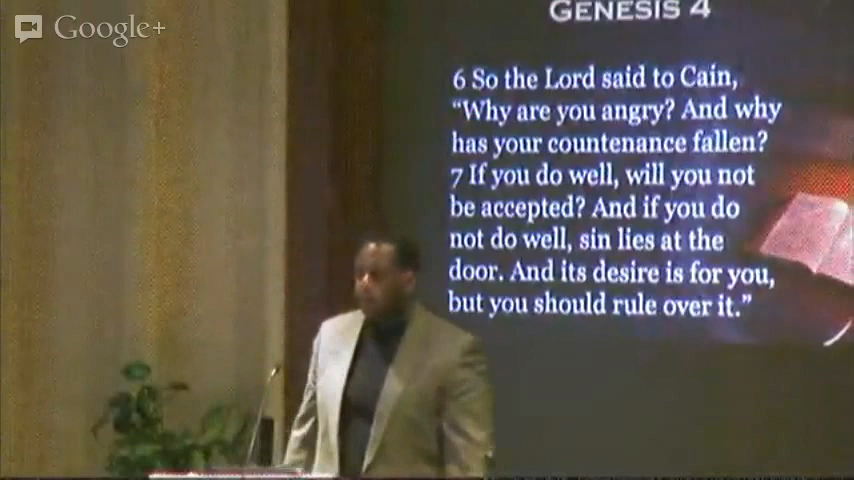 Google+
GENESIS 4
6 So the Lord said to Cain,
“Why are you angry? And why
has your countenance fallen?
7 If you do well, will you not
be accepted? And if you do
not do well, sin lies at the
door. And its desire is for you,
but you should rule over it.”